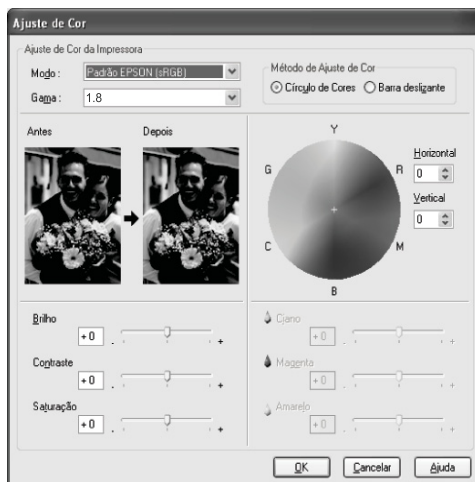 Ajuste de Cor
Ajuste de Cor da Impressora
Modo :
Padrão EPSON (sRGB)
Gama :
1.8
Método de Ajuste de Cor
Círculo de Cores
Barra deslizante
Antes
Depois
Y
G
R
C
M
B
Horizontal
0
Vertical
0
Brilho
+0
- +
Contraste
+0
- +
Saturação
+0
- +
Ciano
+0
- +
Magenta
+0
- +
Amarelo
+0
- +
OK
Cancelar
Ajuda